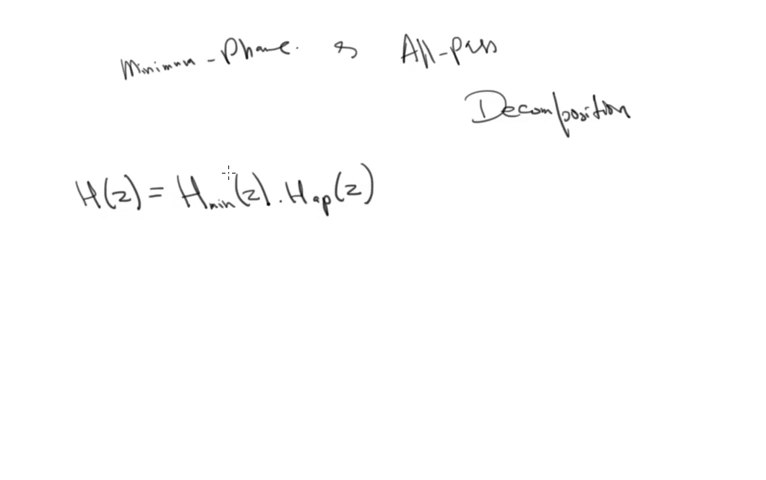 Minimum-Phase & All-pass
Decomposition
H(z) = Hmin(z) . Hap(z)